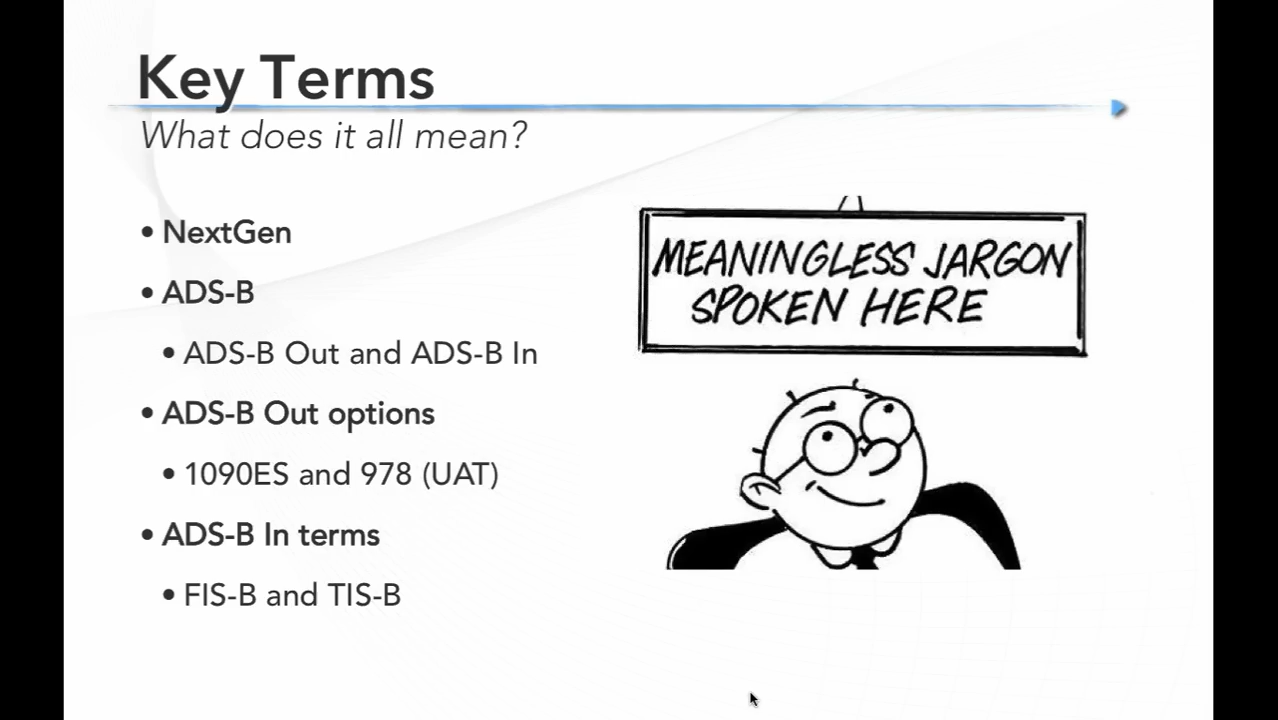 Key Terms
What does it all mean?
• NextGen
• ADS-B
• ADS-B Out and ADS-B In
• ADS-B Out options
• 1090ES and 978 (UAT)
• ADS-B In terms
• FIS-B and TIS-B
MEANINGLESS JARGON
SPOKEN HERE